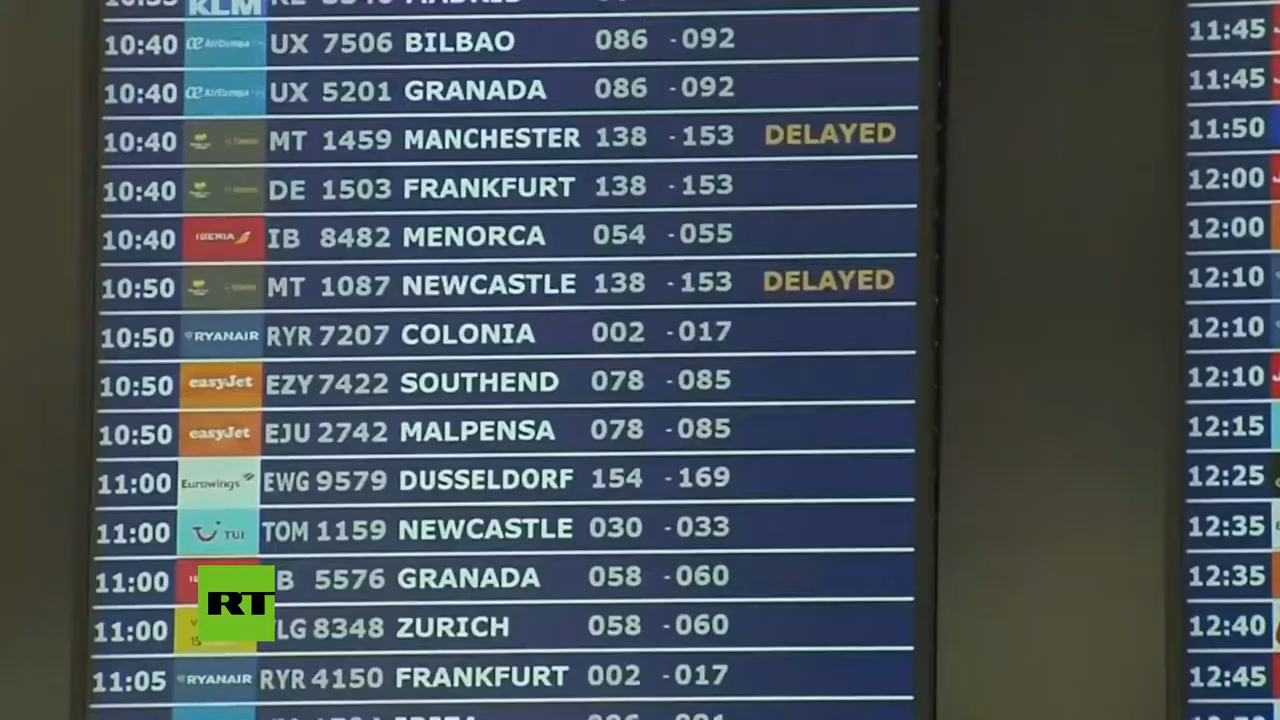 KLM
10:40 AirEuropa UX 7506 BILBAO 086 - 092
10:40 AirEuropa UX 5201 GRANADA 086 - 092
10:40 MT 1459 MANCHESTER 138 - 153 DELAYED
10:40 DE 1503 FRANKFURT 138 - 153
10:40 IBERIA IB 8482 MENORCA 054 - 055
10:50 MT 1087 NEWCASTLE 138 - 153 DELAYED
10:50 RYANAIR RYR 7207 COLONIA 002 - 017
10:50 easyJet EZY 7422 SOUTHEND 078 - 085
10:50 easyJet EJU 2742 MALPENSA 078 - 085
11:00 Eurowings EWG 9579 DUSSELDORF 154 - 169
11:00 TUI TOM 1159 NEWCASTLE 030 - 033
11:00 B 5576 GRANADA 058 - 060
11:00 LG 8348 ZURICH 058 - 060
11:05 RYANAIR RYR 4150 FRANKFURT 002 - 017
RT
11:45
11:45
11:50
12:00
12:00
12:10
12:10
12:10
12:15
12:25
12:35
12:35
12:40
12:45